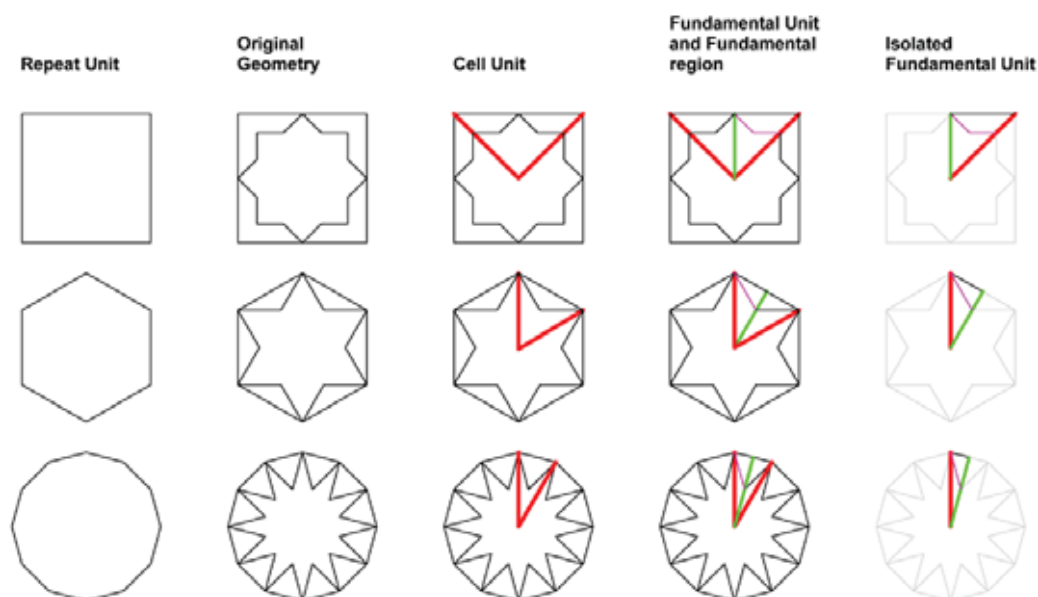 Repeat Unit
Original
Geometry
Cell Unit
Fundamental Unit
and Fundamental
region
Isolated
Fundamental Unit